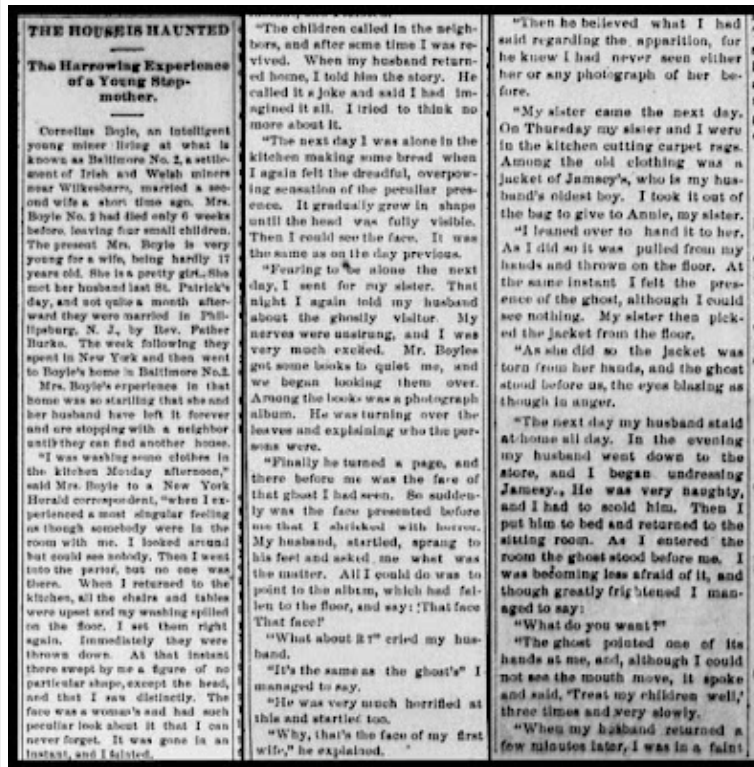 THE HOUSE IS HAUNTED
The Harrowing Experience
of a Young Step-
mother.
Cornelius Boyle, an intelligent
young miner living at what is
known as Baltimore No. 2, a settle-
ment of Irish and Welsh miners
near Wilkesbarre, married a sec-
ond wife a short time ago. Mrs.
Boyle No. 2 had died only 6 weeks
before, leaving four small children.
The present Mrs. Boyle is very
young for a wife, being hardly 17
years old. She is a pretty girl. She
met her husband last St. Patrick's
day, and not quite a month after-
ward they were married in Phil-
lipsburg, N. J., by Rev. Father
Burke. The week following they
spent in New York and then went
to Boyle's home in Baltimore No.2.
Mrs. Boyle's experience in that
home was so startling that she and
her husband have left it forever
and are stopping with a neighbor
until they can find another house.
"I was washing some clothes in
the kitchen Monday afternoon,"
said Mrs. Boyle to a New York
Herald correspondent, "when I ex-
perienced a most singular feeling
as though somebody were in the
room with me. I looked around
but could see nobody. Then I went
into the parlor, but no one was
there. When I returned to the
kitchen, all the chairs and tables
were upset and my washing spilled
on the floor. I set them right
again. Immediately they were
thrown down. At that instant
there swept by me a figure of no
particular shape, except the head,
and that I saw distinctly. The
face was a woman's and had such
peculiar look about it that I can
never forget. It was gone in an
instant, and I fainted.
"The children called in the neigh-
bors, and after some time I was re-
vived. When my husband return-
ed home, I told him the story. He
called it a joke and said I had im-
agined it all. I tried to think no
more about it.
"The next day I was alone in the
kitchen making some bread when
I again felt the dreadful, overpow-
ing sensation of the peculiar pres-
ence. It gradually grew in shape
until the head was fully visible.
Then I could see the face. It was
the same as on the day previous.
"Fearing to be alone the next
day, I sent for my sister. That
night I again told my husband
about the ghostly visitor. My
nerves were unstrung, and I was
very much excited. Mr. Boyles
got some books to quiet me, and
we began looking them over.
Among the books was a photograph
album. He was turning over the
leaves and explaining who the per-
sons were.
"Finally he turned a page, and
there before me was the face of
that ghost I had seen. So sudden-
ly was the face presented before
me that I shrieked with horror.
My husband, startled, sprang to
his feet and asked me what was
the matter. All I could do was to
point to the album, which had fal-
len to the floor, and say: 'That face
That face!'
"What about it?" cried my hus-
band.
"It's the same as the ghost's" I
managed to say.
"He was very much horrified at
this and startled too.
"Why, that's the face of my first
wife," he explained.
"Then he believed what I had
said regarding the apparition, for
he knew I had never seen either
her or any photograph of her be-
fore.
"My sister came the next day.
On Thursday my sister and I were
in the kitchen cutting carpet rags.
Among the old clothing was a
jacket of Jamsey's, who is my hus-
band's oldest boy. I took it out of
the bag to give to Annie, my sister.
"I leaned over to hand it to her.
As I did so it was pulled from my
hands and thrown on the floor. At
the same instant I felt the pres-
ence of the ghost, although I could
see nothing. My sister then pick-
ed the jacket from the floor.
"As she did so the jacket was
torn from her hands, and the ghost
stood before us, the eyes blazing as
though in anger.
"The next day my husband staid
at home all day. In the evening
my husband went down to the
store, and I began undressing
Jamesy., He was very naughty,
and I had to scold him. Then I
put him to bed and returned to the
sitting room. As I entered the
room the ghost stood before me. I
was becoming less afraid of it, and
though greatly frightened I man-
aged to say:
"What do you want?"
"The ghost pointed one of its
hands at me, and, although I could
not see the mouth move, it spoke
and said, 'Treat my children well,'
three times and very slowly.
"When my husband returned a
few minutes later, I was in a faint